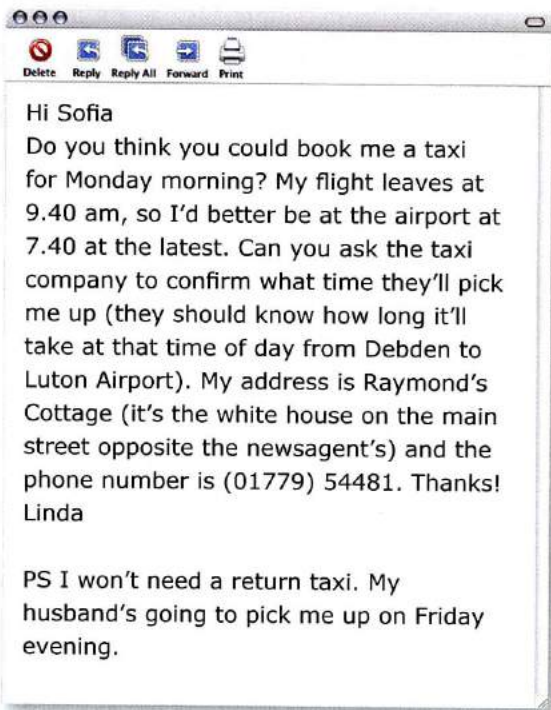 Delete Reply Reply All Forward Print
Hi Sofia
Do you think you could book me a taxi
for Monday morning? My flight leaves at
9.40 am, so I'd better be at the airport at
7.40 at the latest. Can you ask the taxi
company to confirm what time they'll pick
me up (they should know how long it'll
take at that time of day from Debden to
Luton Airport). My address is Raymond's
Cottage (it's the white house on the main
street opposite the newsagent's) and the
phone number is (01779) 54481. Thanks!
Linda
PS I won't need a return taxi. My
husband's going to pick me up on Friday
evening.